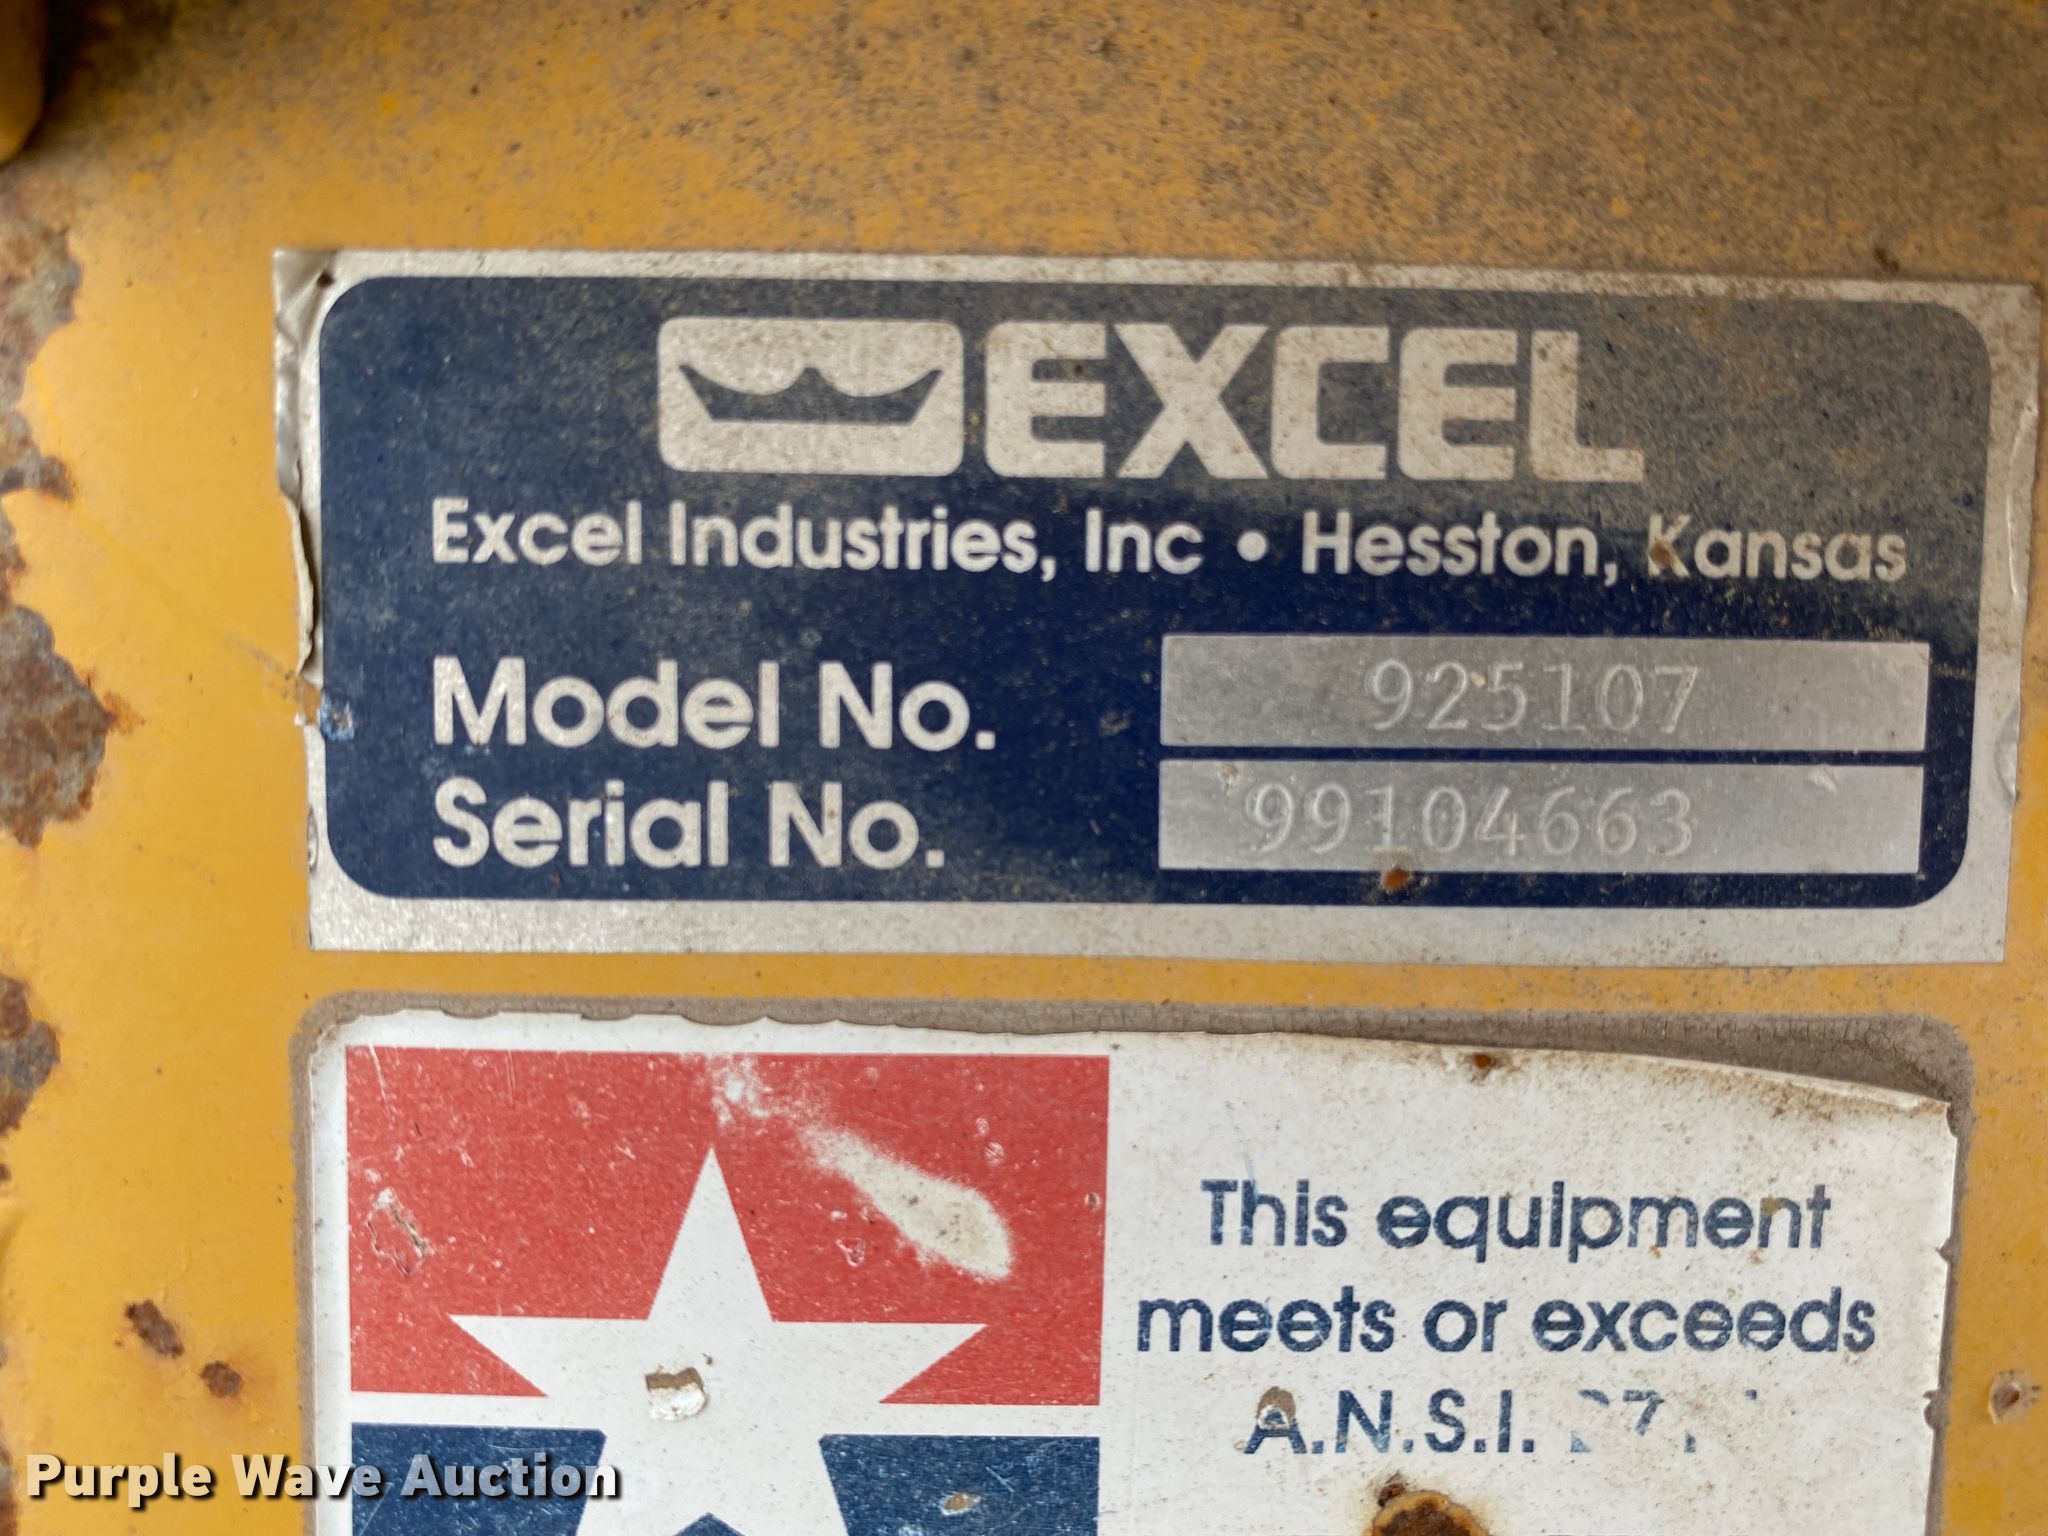 EXCEL
Excel Industries, Inc • Hesston, Kansas
Model No. 925107
Serial No. 99104663
This equipment
meets or exceeds
A.N.S.I.
Purple Wave Auction